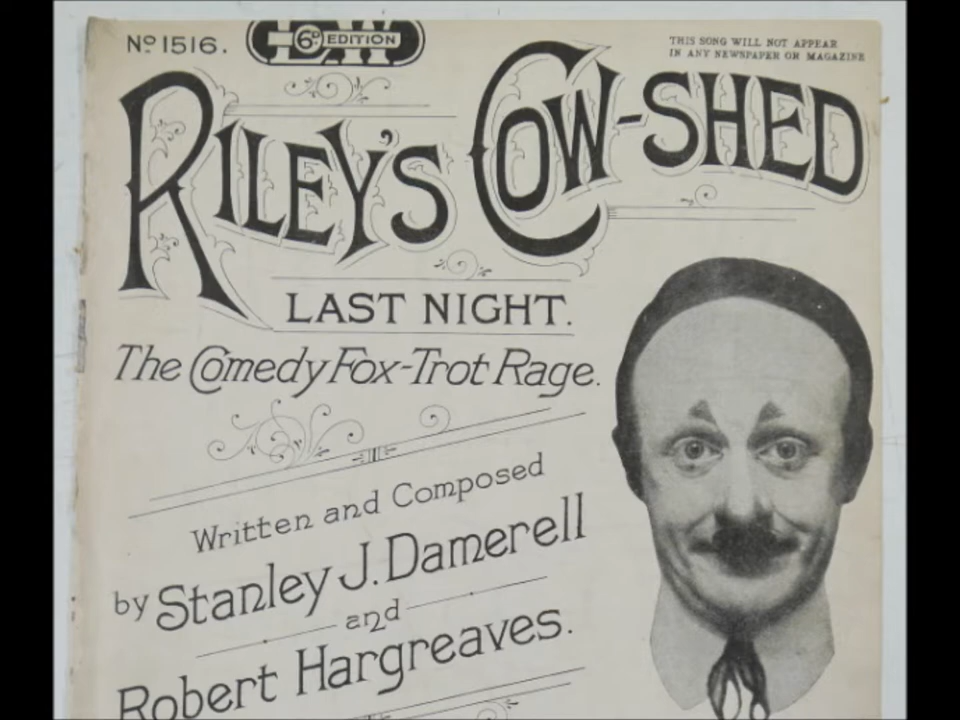 No 1516.
6D. EDITION
THIS SONG WILL NOT APPEAR
IN ANY NEWSPAPER OR MAGAZINE
RILEY'S COW-SHED
LAST NIGHT.
The Comedy Fox-Trot Rage.
Written and Composed
by Stanley J. Damerell
and
Robert Hargreaves.